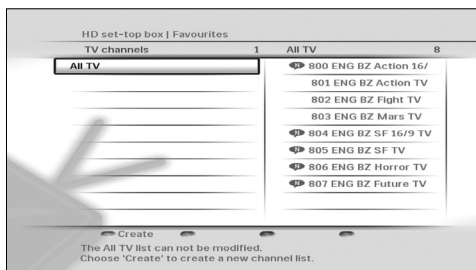 HD set-top box | Favourites
TV channels 1 All TV 8
All TV
800 ENG BZ Action 16/
801 ENG BZ Action TV
802 ENG BZ Fight TV
803 ENG BZ Mars TV
804 ENG BZ SF 16/9 TV
805 ENG BZ SF TV
806 ENG BZ Horror TV
807 ENG BZ Future TV
Create
The All TV list can not be modified.
Choose 'Create' to create a new channel list.